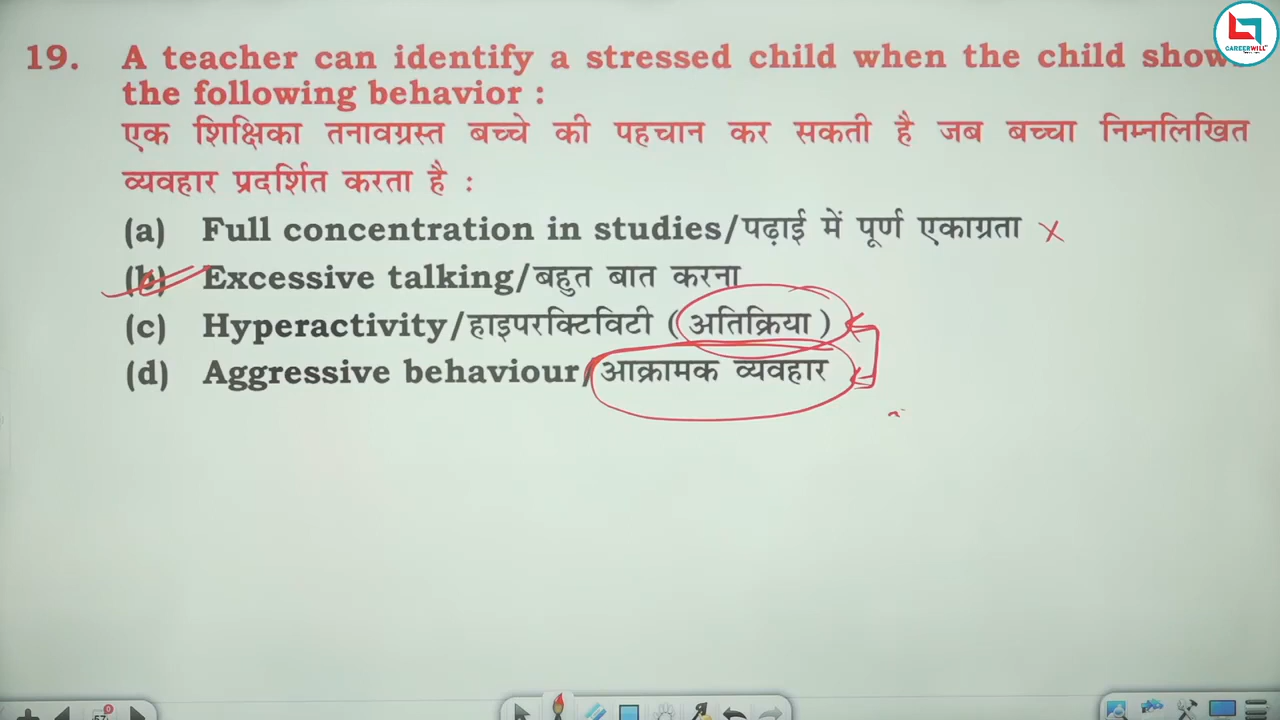 CAREERWILL
19. A teacher can identify a stressed child when the child show
the following behavior :
एक शिक्षिका तनावग्रस्त बच्चे की पहचान कर सकती है जब बच्चा निम्नलिखित
व्यवहार प्रदर्शित करता है :
(a) Full concentration in studies/पढ़ाई में पूर्ण एकाग्रता
(b) Excessive talking/बहुत बात करना
(c) Hyperactivity/हाइपरक्टिविटी (अतिक्रिया)
(d) Aggressive behaviour/आक्रामक व्यवहार